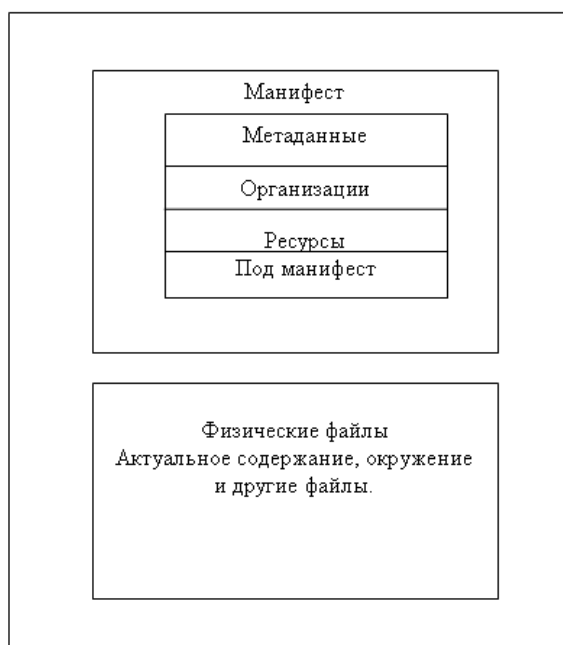 Манифест
Метаданные
Организации
Ресурсы
Под манифест
Физические файлы
Актуальное содержание, окружение
и другие файлы.